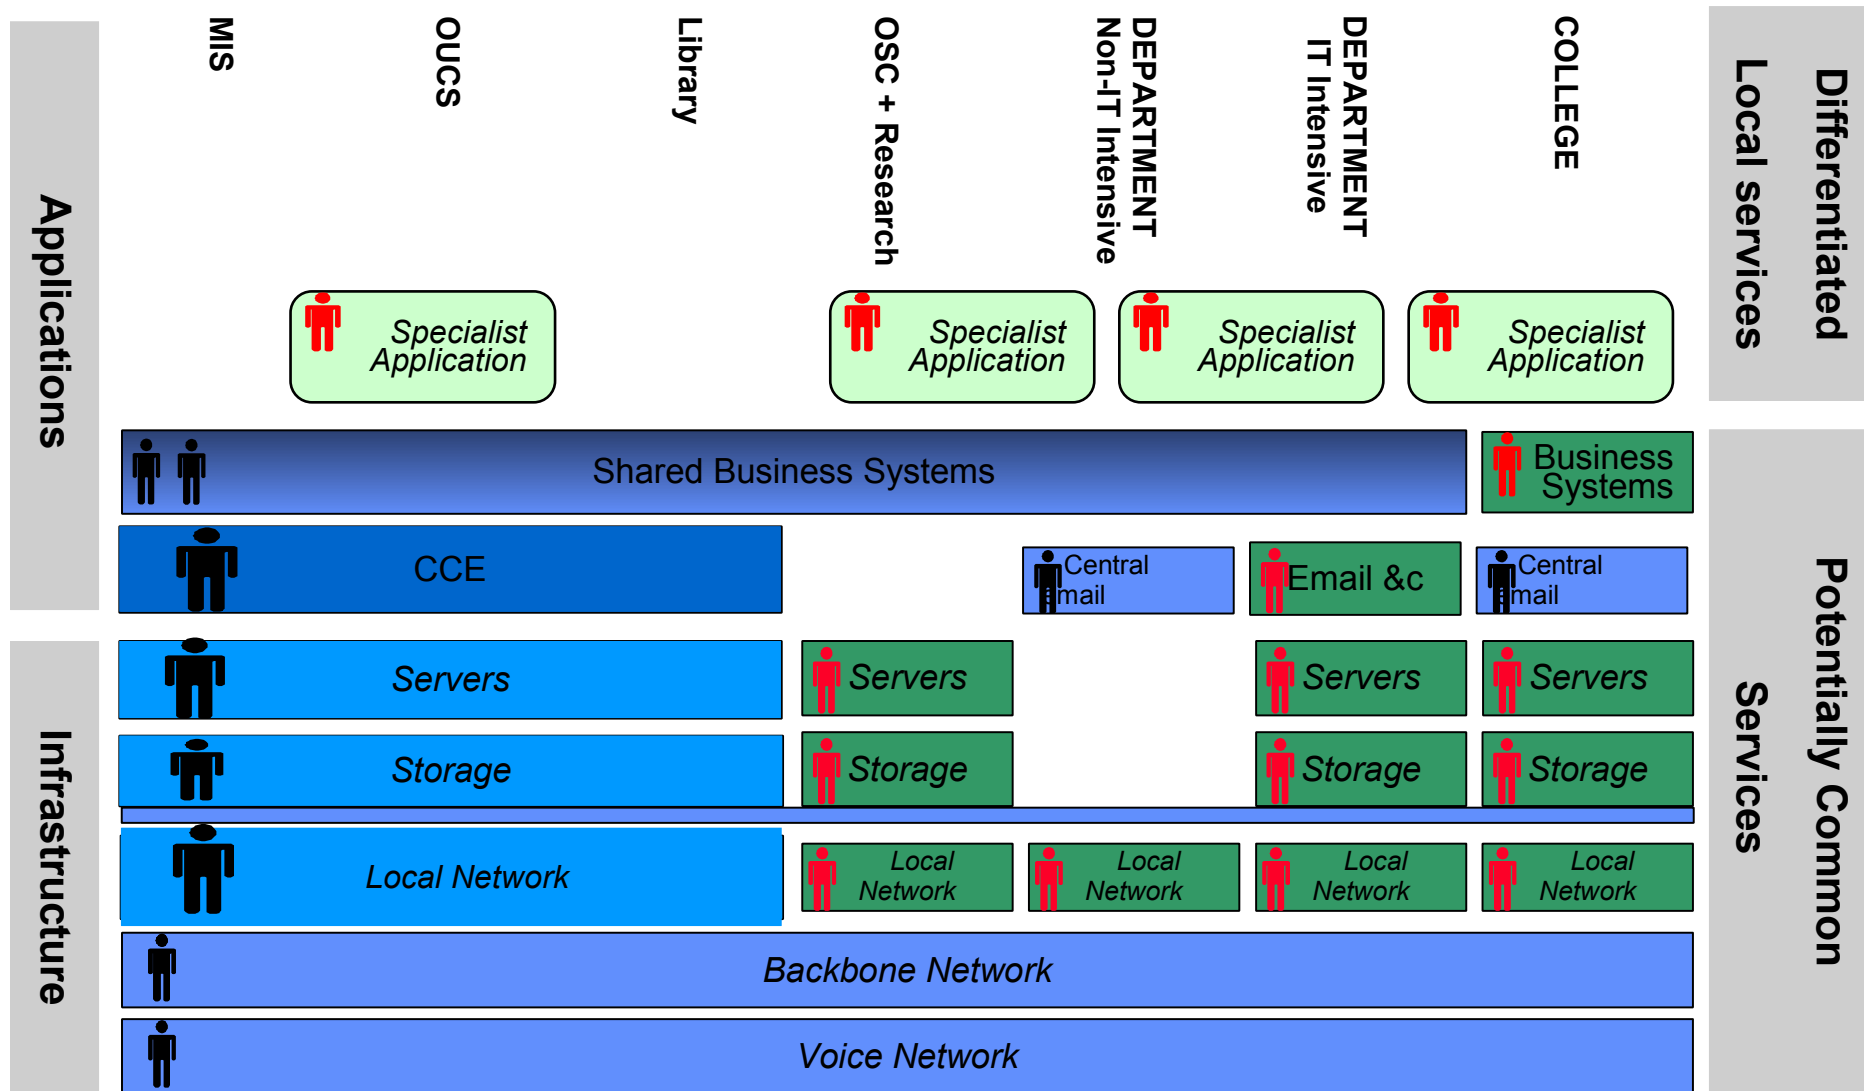 MIS
OUCS
Library
OSC + Research
DEPARTMENT
Non-IT Intensive
DEPARTMENT
IT Intensive
COLLEGE
Differentiated
Local services
Applications
Specialist
Application
Specialist
Application
Specialist
Application
Specialist
Application
Shared Business Systems
Business
Systems
CCE
Central
Email
Email &c
Central
Email
Potentially Common
Services
Infrastructure
Servers
Servers
Servers
Servers
Storage
Storage
Storage
Storage
Local Network
Local
Network
Local
Network
Local
Network
Local
Network
Backbone Network
Voice Network